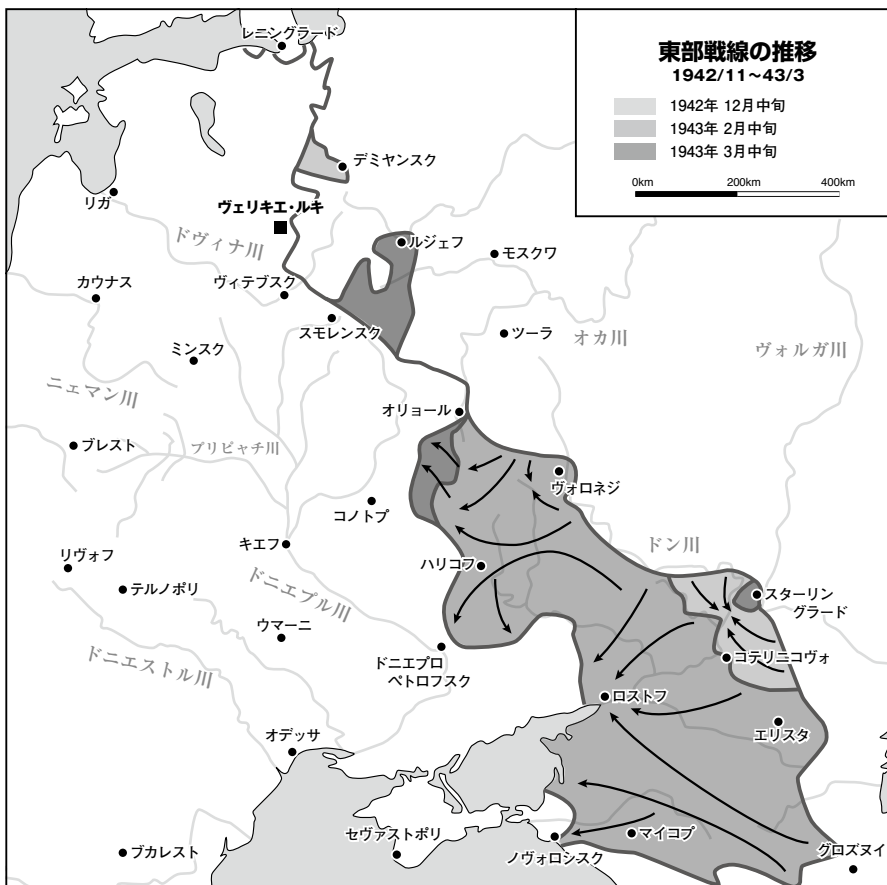 東部戦線の推移
1942/11~43/3
1942年 12月中旬
1943年 2月中旬
1943年 3月中旬
0km 200km 400km
レニングラード
デミヤンスク
リガ
ヴェリキエ・ルキ
ドヴィナ川
ルジェフ
モスクワ
カウナス
ヴィテブスク
スモレンスク
ツーラ
オカ川
ヴォルガ川
ミンスク
ニェマン川
オリョール
ブレスト
プリピャチ川
ヴォロネジ
コノトプ
キエフ
ドン川
リヴォフ
ハリコフ
テルノポリ
ドニエプル川
スターリン
グラード
ウマーニ
ドニエストル川
ドニエプロ
ペトロフスク
コテリニコヴォ
ロストフ
エリスタ
オデッサ
セヴァストポリ
マイコプ
ノヴォロシスク
グロズヌイ
ブカレスト